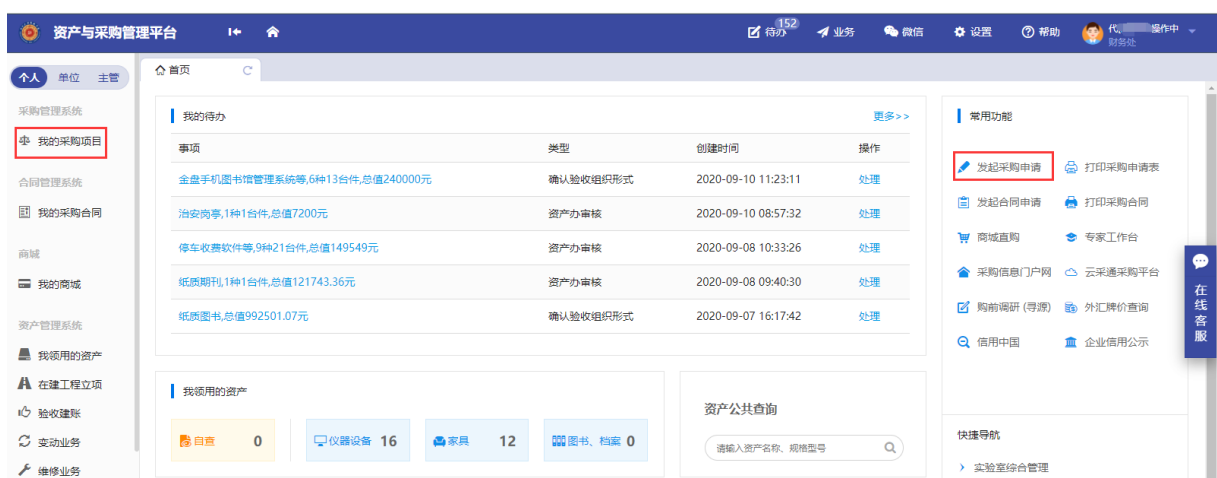 资产与采购管理平台
待办 152
业务
微信
设置
帮助
代 操作中
财务处
个人 单位 主管
首页
采购管理系统
我的采购项目
合同管理系统
我的采购合同
商城
我的商城
资产管理系统
我领用的资产
在建工程立项
验收建账
变动业务
维修业务
我的待办 更多>>
事项 类型 创建时间 操作
金盘手机图书馆管理系统等,6种13台件,总值240000元 确认验收组织形式 2020-09-10 11:23:11 处理
治安岗亭,1种1台件,总值7200元 资产办审核 2020-09-10 08:57:32 处理
停车收费软件等,9种21台件,总值149549元 资产办审核 2020-09-08 10:33:26 处理
纸质期刊,1种1台件,总值121743.36元 资产办审核 2020-09-08 09:40:30 处理
纸质图书,总值992501.07元 确认验收组织形式 2020-09-07 16:17:42 处理
我领用的资产
自查 0 仪器设备 16 家具 12 图书、档案 0
资产公共查询
请输入资产名称、规格型号
常用功能
发起采购申请 打印采购申请表
发起合同申请 打印采购合同
商城直购 专家工作台
采购信息门户网 云采通采购平台
购前调研 (寻源) 外汇牌价查询
信用中国 企业信用公示
快捷导航
实验室综合管理
在线客服